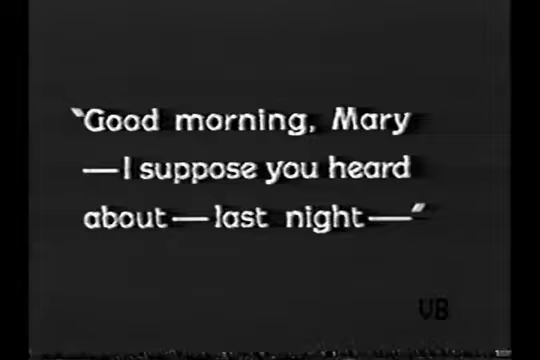 "Good morning, Mary
—I suppose you heard
about—last night—"
VB